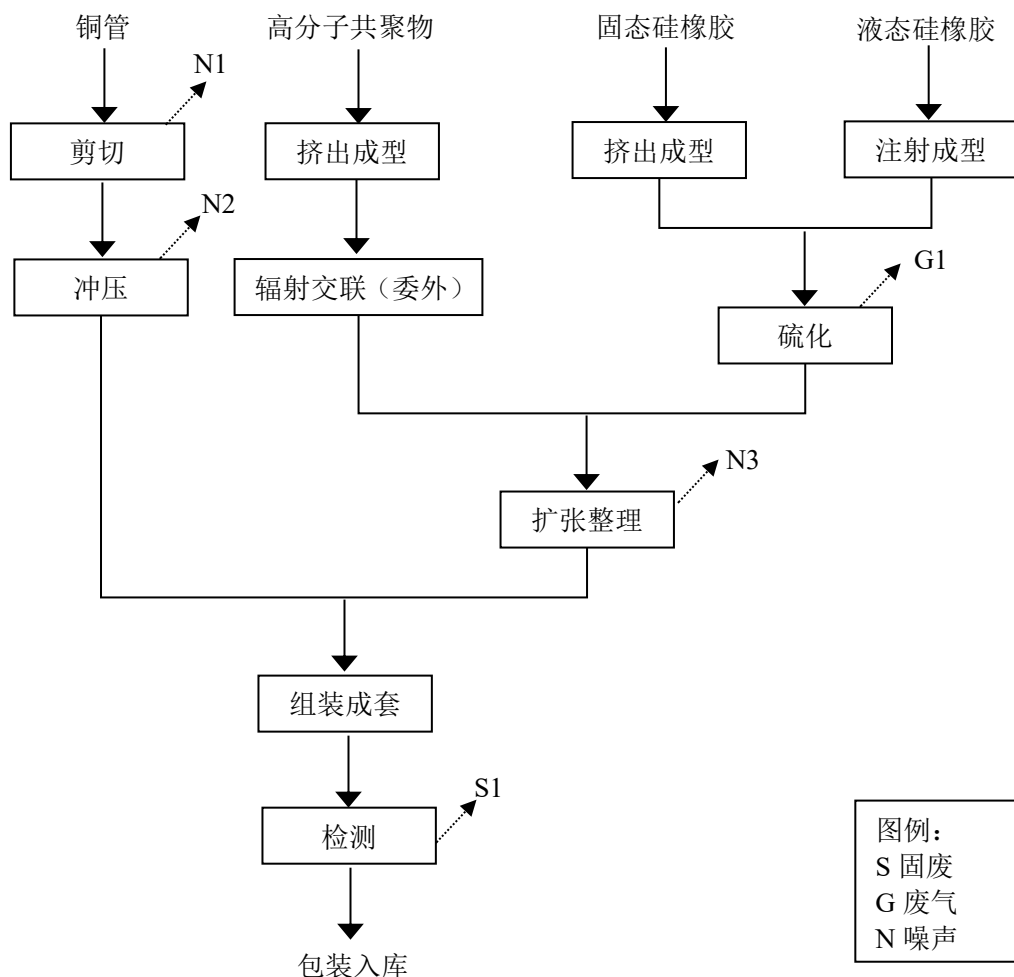 铜管
高分子共聚物
固态硅橡胶
液态硅橡胶
N1
剪切
挤出成型
挤出成型
注射成型
N2
冲压
辐射交联（委外）
G1
硫化
N3
扩张整理
组装成套
S1
检测
包装入库
图例：
S 固废
G 废气
N 噪声